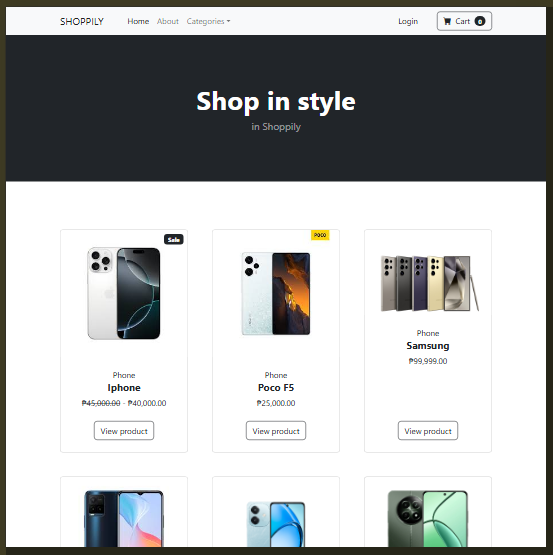 SHOPPILY Home About Categories Login Cart 0
Shop in style
in Shoppily
Sale
Phone
Iphone
₱45,000.00 - ₱40,000.00
View product
POCO
Phone
Poco F5
₱25,000.00
View product
Phone
Samsung
₱99,999.00
View product